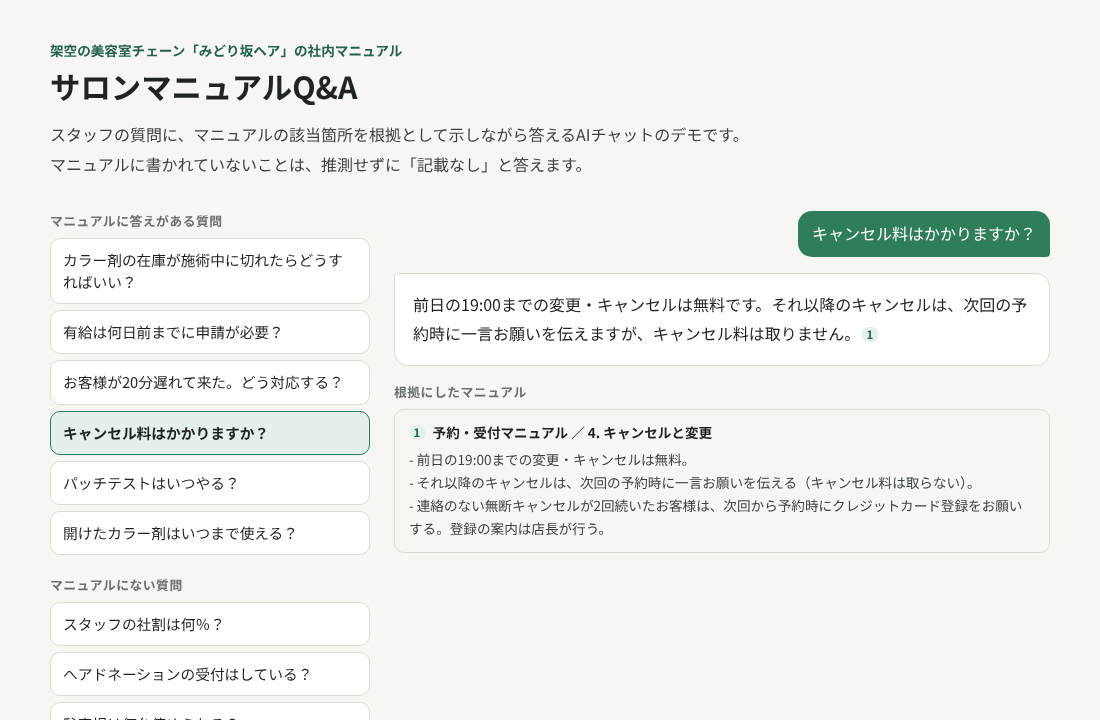 架空の美容室チェーン「みどり坂ヘア」の社内マニュアル
サロンマニュアルQ&A
スタッフの質問に、マニュアルの該当箇所を根拠として示しながら答えるAIチャットのデモです。
マニュアルに書かれていないことは、推測せずに「記載なし」と答えます。
マニュアルに答えがある質問
カラー剤の在庫が施術中に切れたらどうす
ればいい？
有給は何日前までに申請が必要？
お客様が20分遅れて来た。どう対応する？
キャンセル料はかかりますか？
パッチテストはいつやる？
開けたカラー剤はいつまで使える？
マニュアルにない質問
スタッフの社割は何%？
ヘアドネーションの受付はしている？
キャンセル料はかかりますか？
前日の19:00までの変更・キャンセルは無料です。それ以降のキャンセルは、次回の予
約時に一言お願いを伝えますが、キャンセル料は取りません。 1
根拠にしたマニュアル
1 予約・受付マニュアル ／ 4. キャンセルと変更
- 前日の19:00までの変更・キャンセルは無料。
- それ以降のキャンセルは、次回の予約時に一言お願いを伝える（キャンセル料は取らない）。
- 連絡のない無断キャンセルが2回続いたお客様は、次回から予約時にクレジットカード登録をお願い
する。登録の案内は店長が行う。